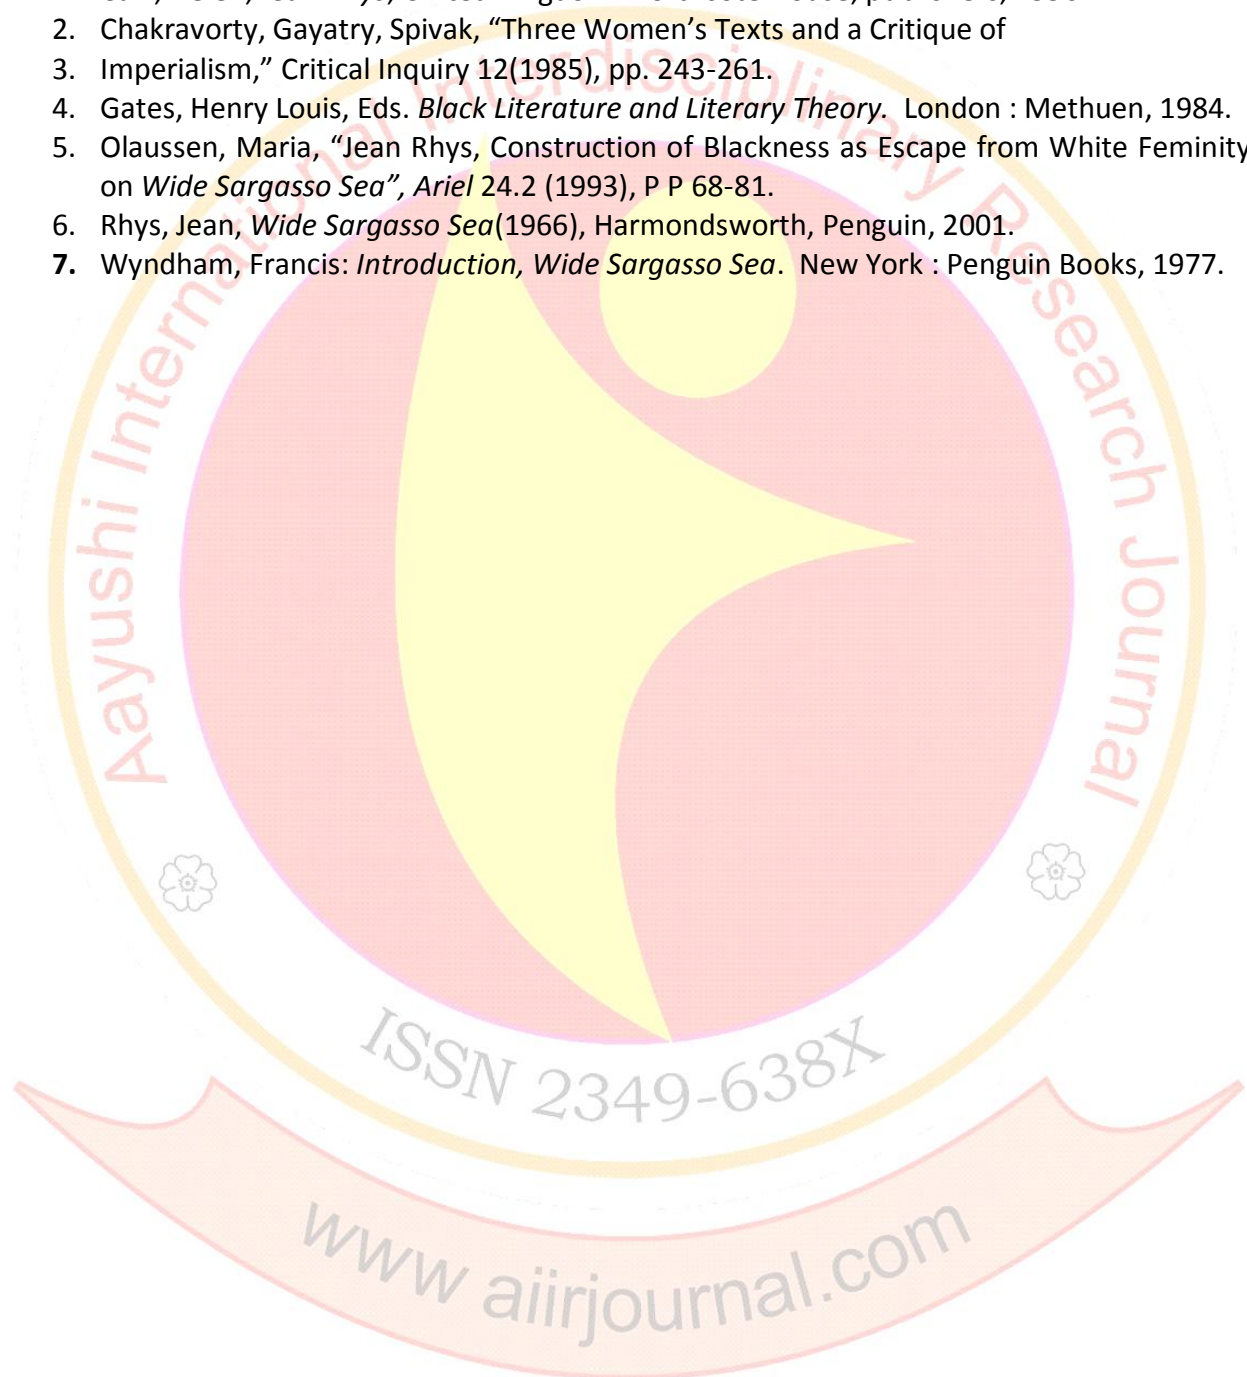 2. Chakravorty, Gayatry, Spivak, “Three Women’s Texts and a Critique of
3. Imperialism,” Critical Inquiry 12(1985), pp. 243-261.
4. Gates, Henry Louis, Eds. Black Literature and Literary Theory. London : Methuen, 1984.
5. Olaussen, Maria, “Jean Rhys, Construction of Blackness as Escape from White Feminity
on Wide Sargasso Sea”, Ariel 24.2 (1993), P P 68-81.
6. Rhys, Jean, Wide Sargasso Sea(1966), Harmondsworth, Penguin, 2001.
7. Wyndham, Francis: Introduction, Wide Sargasso Sea. New York : Penguin Books, 1977.
Aayushi International Interdisciplinary Research Journal
ISSN 2349-638X
www aiirjournal.com